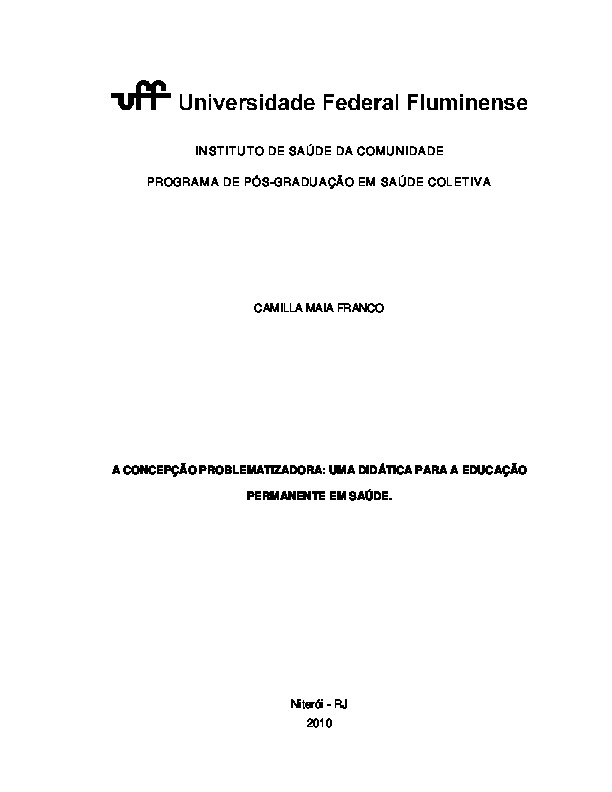 uff Universidade Federal Fluminense
INSTITUTO DE SAÚDE DA COMUNIDADE
PROGRAMA DE PÓS-GRADUAÇÃO EM SAÚDE COLETIVA
CAMILLA MAIA FRANCO
A CONCEPÇÃO PROBLEMATIZADORA: UMA DIDÁTICA PARA A EDUCAÇÃO
PERMANENTE EM SAÚDE.
Niterói - RJ
2010